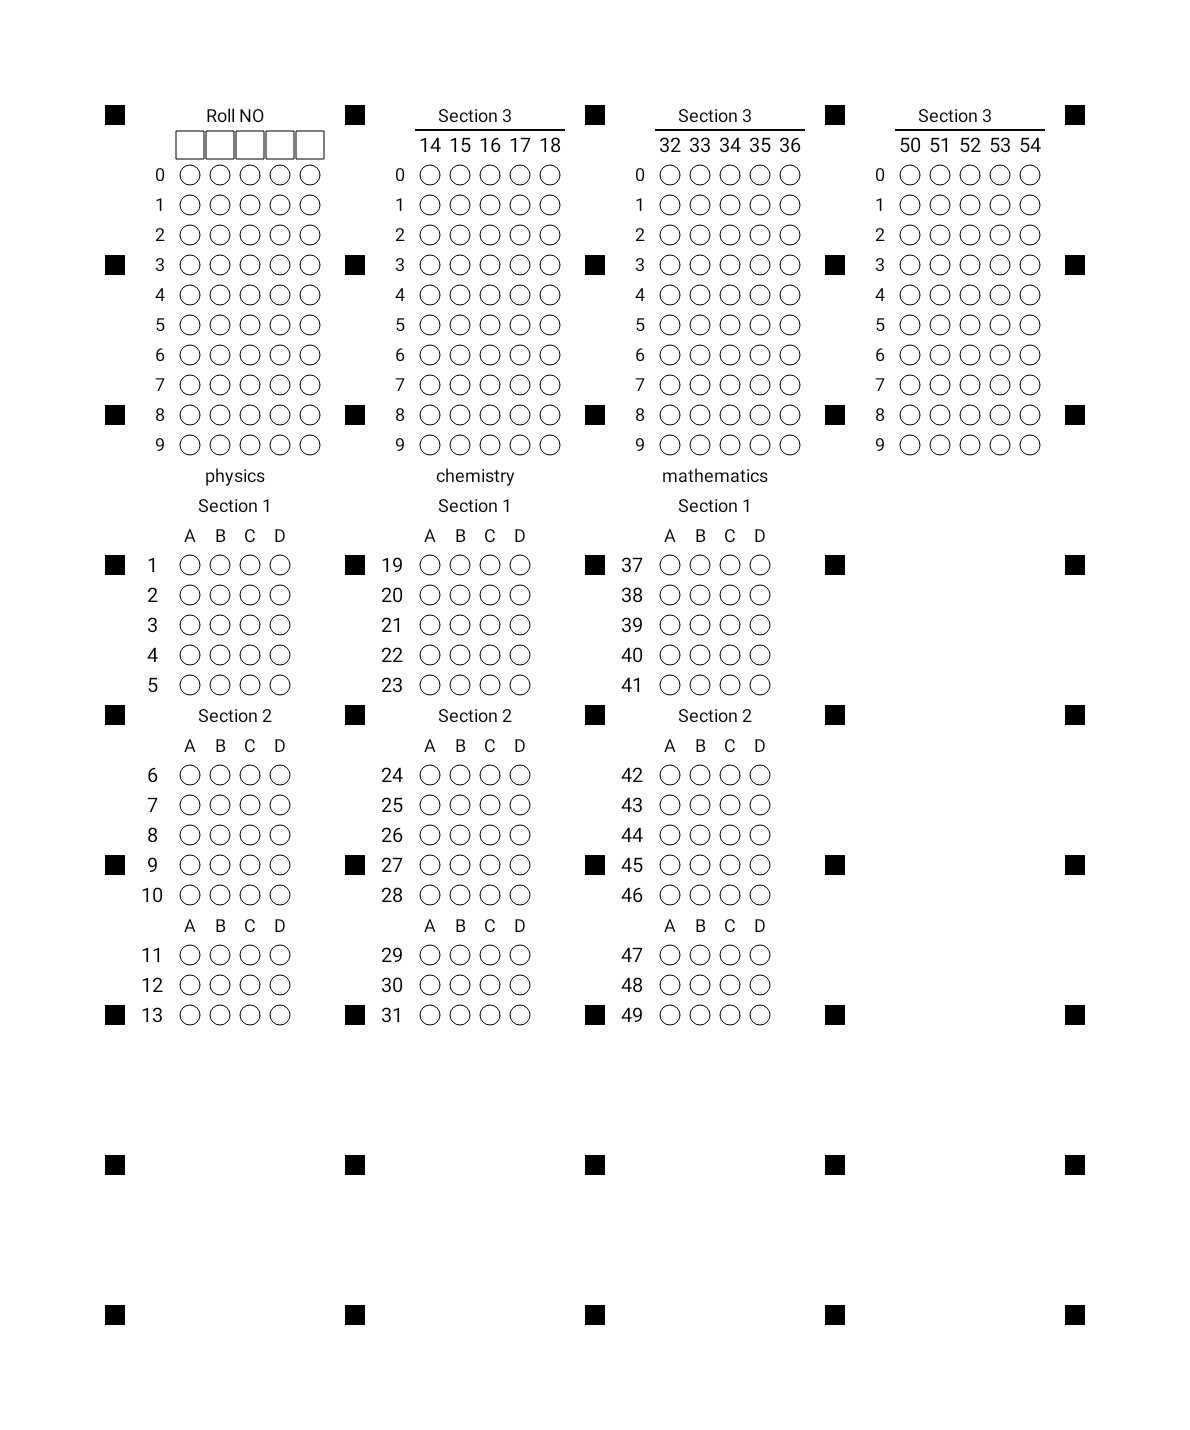 Roll NO Section 3 Section 3 Section 3
14 15 16 17 18 32 33 34 35 36 50 51 52 53 54
0 0 0 0
1 1 1 1
2 2 2 2
3 3 3 3
4 4 4 4
5 5 5 5
6 6 6 6
7 7 7 7
8 8 8 8
9 9 9 9
physics chemistry mathematics
Section 1 Section 1 Section 1
A B C D A B C D A B C D
1 19 37
2 20 38
3 21 39
4 22 40
5 23 41
Section 2 Section 2 Section 2
A B C D A B C D A B C D
6 24 42
7 25 43
8 26 44
9 27 45
10 28 46
A B C D A B C D A B C D
11 29 47
12 30 48
13 31 49